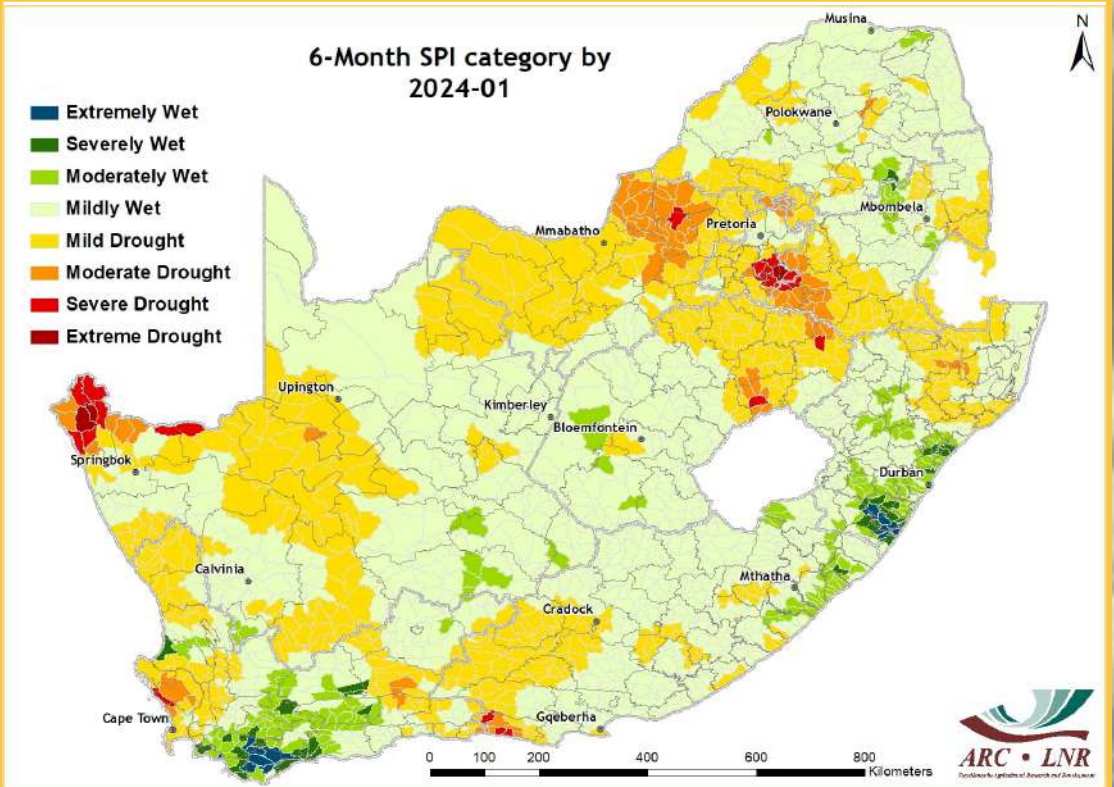 6-Month SPI category by
2024-01
N
Extremely Wet
Severely Wet
Moderately Wet
Mildly Wet
Mild Drought
Moderate Drought
Severe Drought
Extreme Drought
Musina
Polokwane
Mbombela
Pretoria
Mmabatho
Upington
Kimberley
Bloemfontein
Springbok
Durban
Calvinia
Mthatha
Cradock
Cape Town
Gqeberha
0 100 200 400 600 800
Kilometers
ARC • LNR